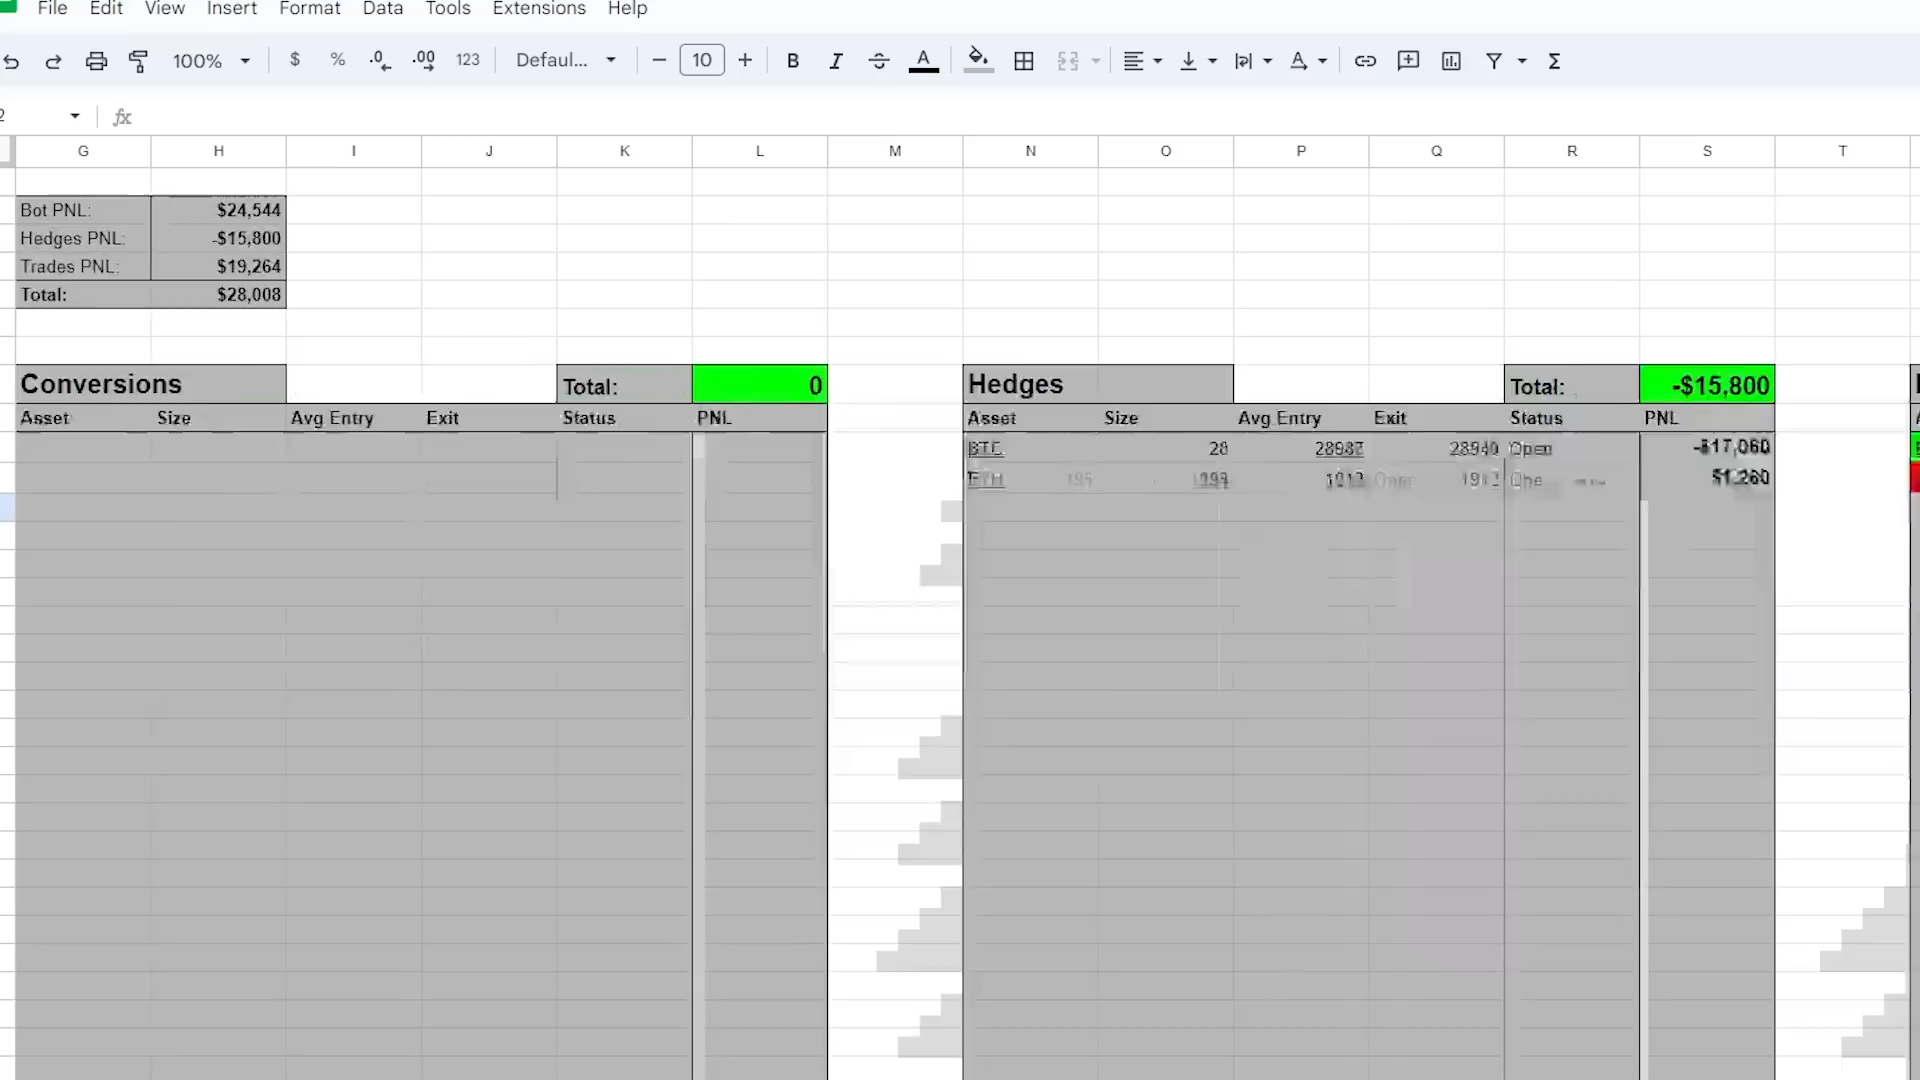 File Edit View Insert Format Data Tools Extensions Help
100% $ % .0 .00 123 Defaul... 10 B I A Σ
fx
G H I J K L M N O P Q R S T
Bot PNL: $24,544
Hedges PNL: -$15,800
Trades PNL: $19,264
Total: $28,008
Conversions Total: 0 Hedges Total: -$15,800
Asset Size Avg Entry Exit Status PNL Asset Size Avg Entry Exit Status PNL
BTC 28 28940 Open -$17,060
ETH $1,260